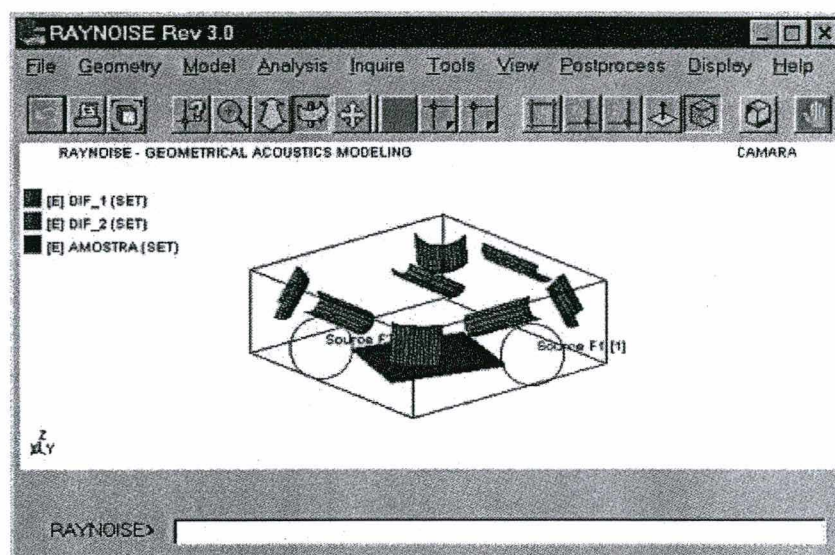 RAYNOISE Rev 3.0
File Geometry Model Analysis Inquire Tools View Postprocess Display Help
RAYNOISE - GEOMETRICAL ACOUSTICS MODELING CAMARA
[E] DIF_1 (SET)
[E] DIF_2 (SET)
[E] AMOSTRA (SET)
Source F Source F1 [1]
Z
Y
RAYNOISE>